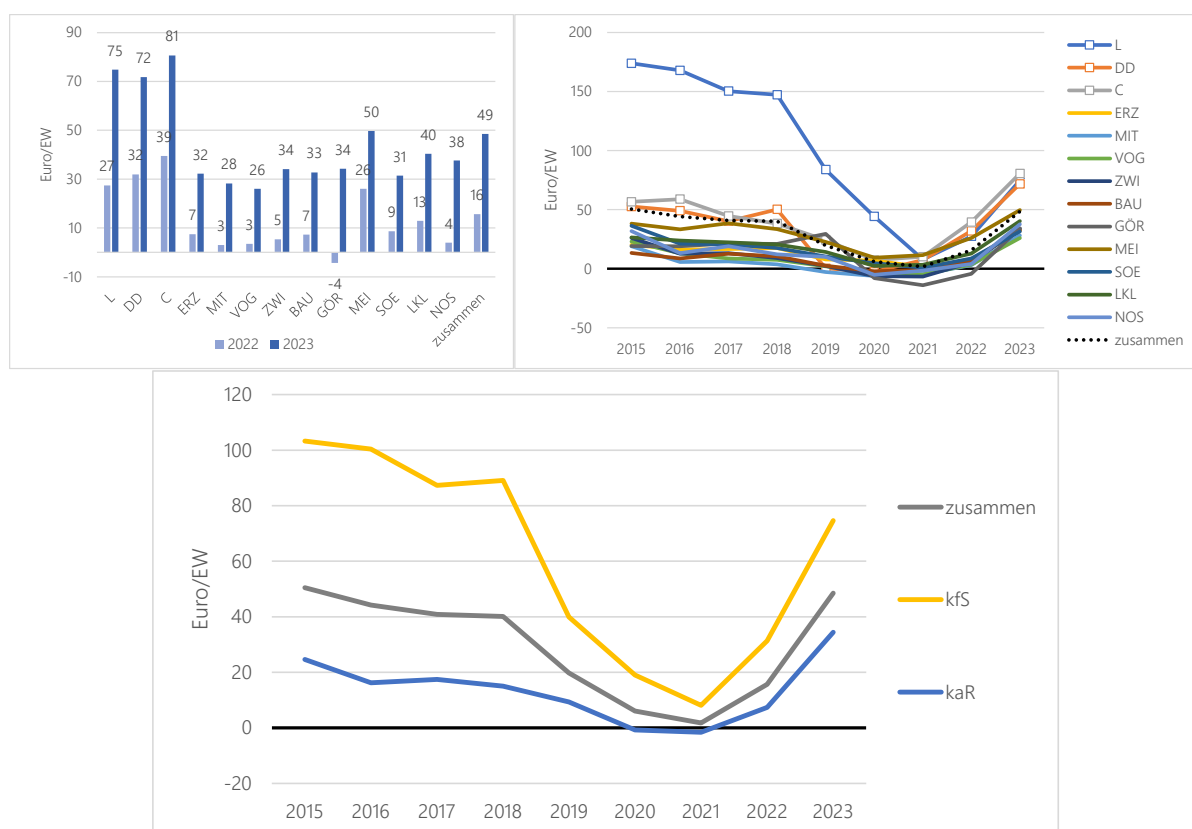 90
70
50
30
10
-10
Euro/EW
27
75
32
72
39
81
7
32
3
28
3
26
5
34
7
33
-4
34
26
50
9
31
13
40
4
38
16
49
L
DD
C
ERZ
MIT
VOG
ZWI
BAU
GÖR
MEI
SOE
LKL
NOS
zusammen
2022 2023
200
150
100
50
0
-50
Euro/EW
2015 2016 2017 2018 2019 2020 2021 2022 2023
L
DD
C
ERZ
MIT
VOG
ZWI
BAU
GÖR
MEI
SOE
LKL
NOS
zusammen
120
100
80
60
40
20
0
-20
Euro/EW
2015 2016 2017 2018 2019 2020 2021 2022 2023
zusammen
kfS
kaR